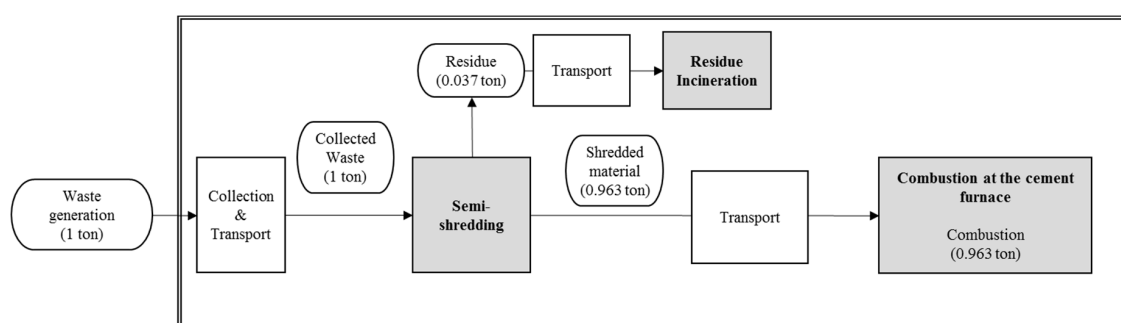 Residue
(0.037 ton)
Transport
Residue
Incineration
Collected
Waste
(1 ton)
Shredded
material
(0.963 ton)
Waste
generation
(1 ton)
Collection
&
Transport
Semi-
shredding
Transport
Combustion at the cement
furnace
Combustion
(0.963 ton)